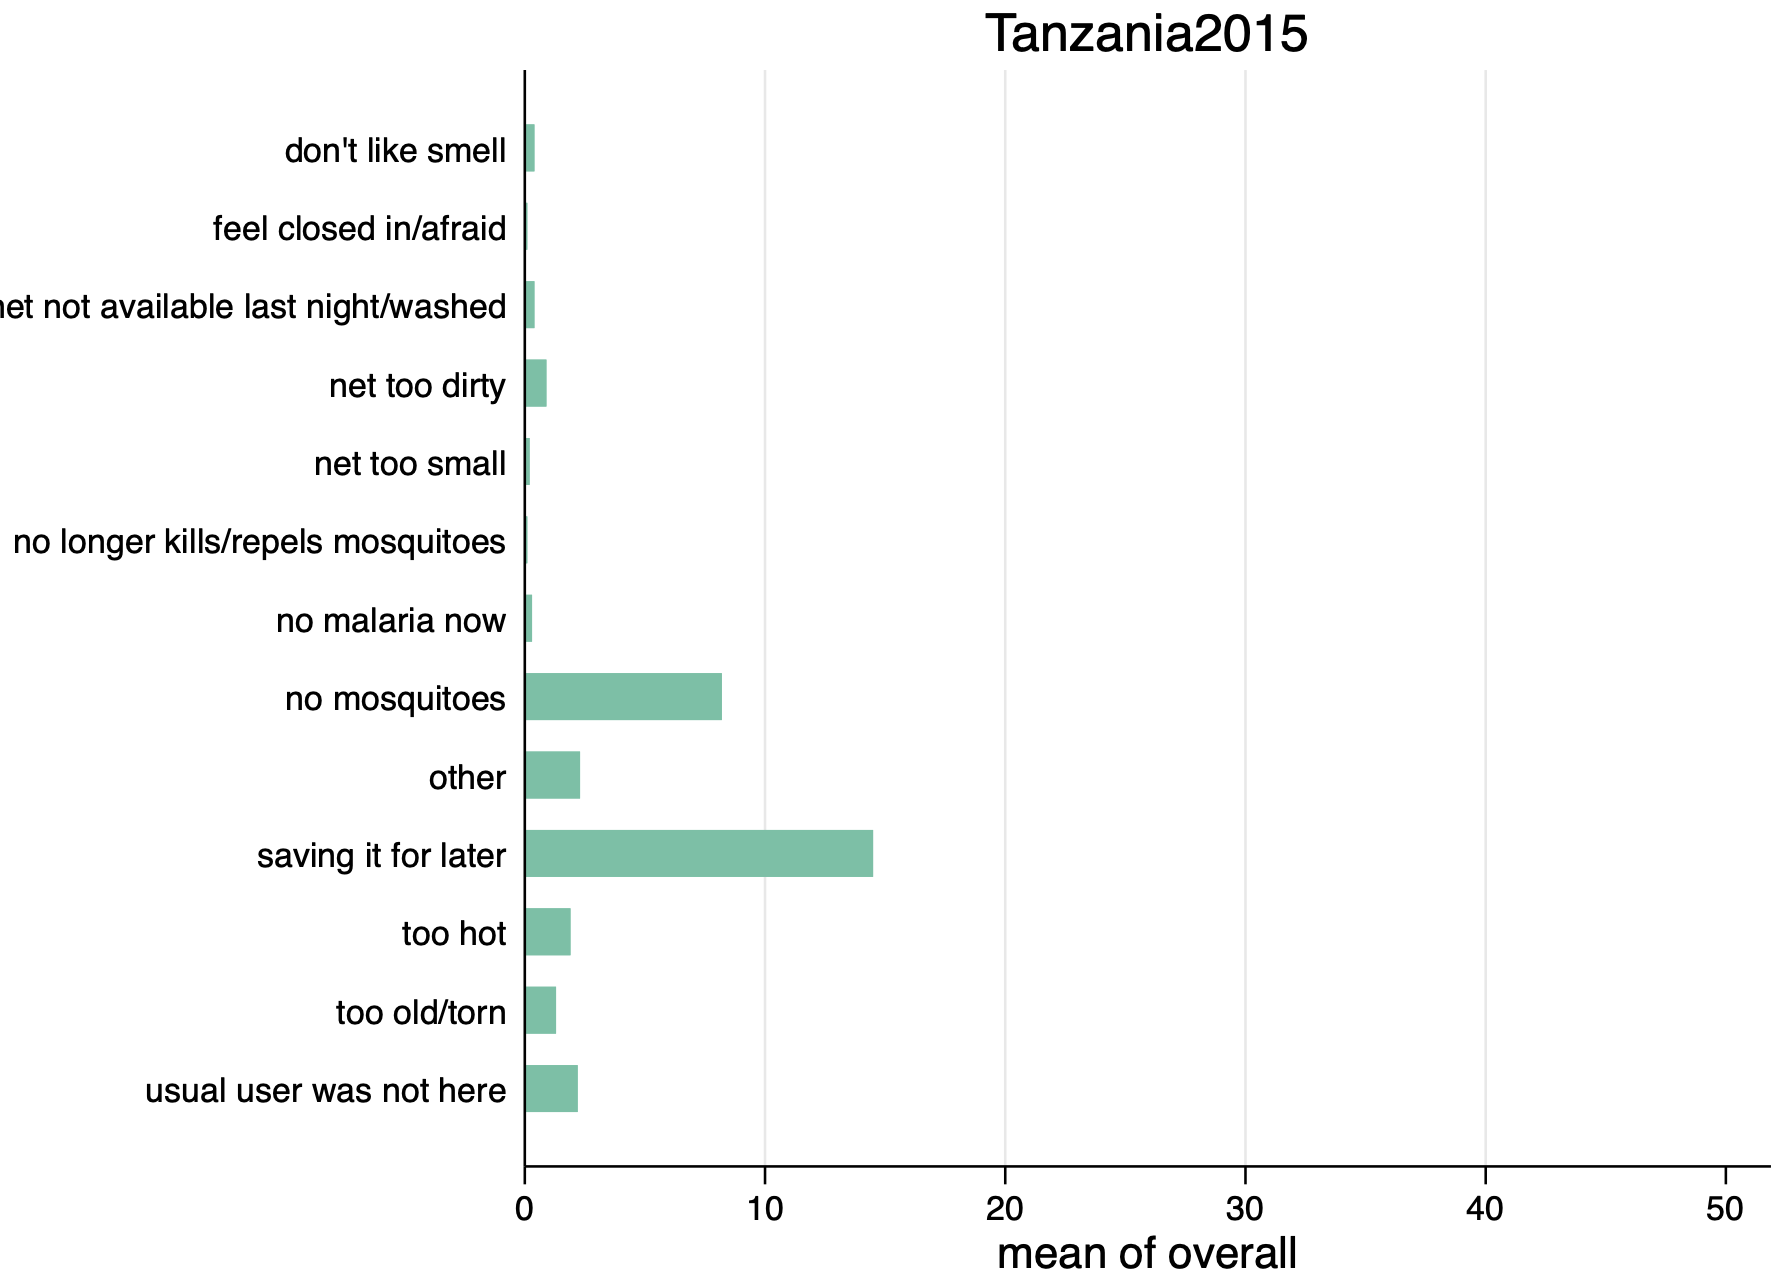 Tanzania2015
don't like smell
feel closed in/afraid
not available last night/washed
net too dirty
net too small
no longer kills/repels mosquitoes
no malaria now
no mosquitoes
other
saving it for later
too hot
too old/torn
usual user was not here
0 10 20 30 40 50
mean of overall